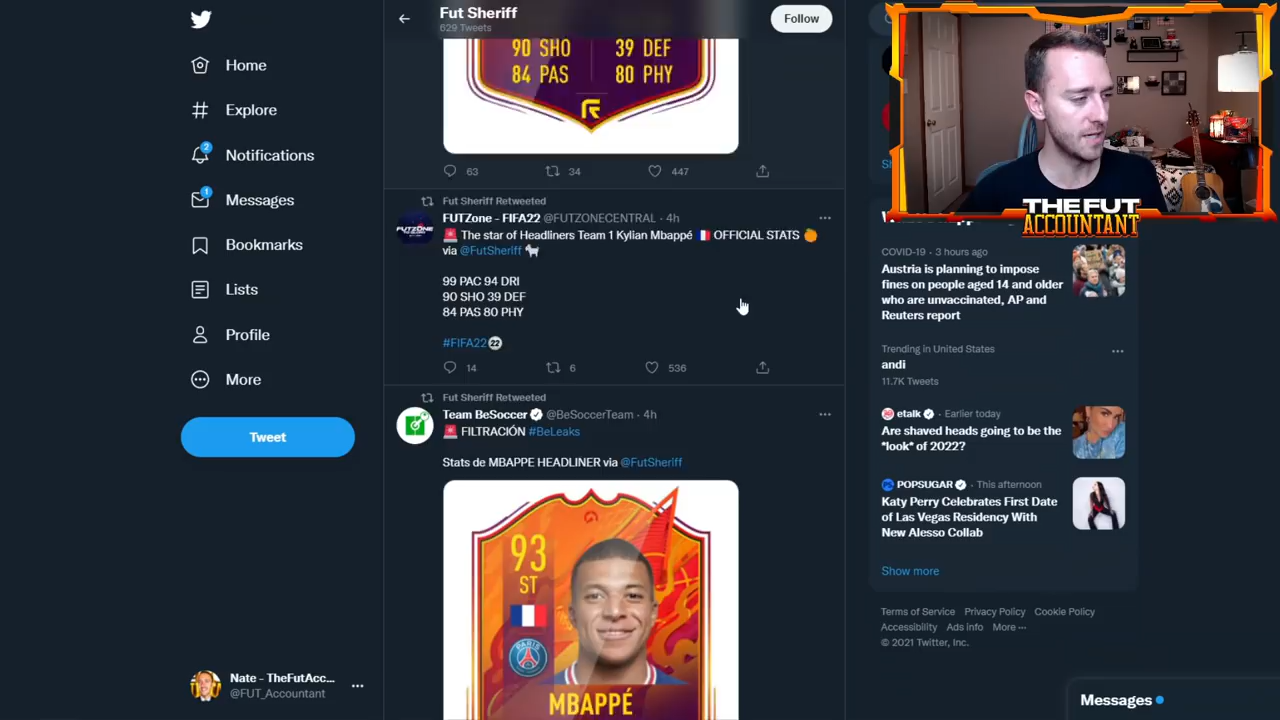 Home
Explore
2
Notifications
1
Messages
Bookmarks
Lists
Profile
More
Tweet
Nate - TheFutAcc...
@FUT_Accountant
Fut Sheriff
629 Tweets
Follow
90 SHO 39 DEF
84 PAS 80 PHY
63 34 447
Fut Sheriff Retweeted
FUTZone - FIFA22 @FUTZONECENTRAL · 4h
FUTZONE
🚨 The star of Headliners Team 1 Kylian Mbappé 🇫🇷 OFFICIAL STATS 🍊
via @FutSheriff 🐐
99 PAC 94 DRI
90 SHO 39 DEF
84 PAS 80 PHY
#FIFA22 22
14 6 536
Fut Sheriff Retweeted
Team BeSoccer @BeSoccerTeam · 4h
🚨 FILTRACIÓN #BeLeaks
Stats de MBAPPE HEADLINER via @FutSheriff
93
ST
PARIS
MBAPPÉ
THE FUT
ACCOUNTANT
COVID-19 · 3 hours ago
Austria is planning to impose
fines on people aged 14 and older
who are unvaccinated, AP and
Reuters report
Trending in United States
andi
11.7K Tweets
etalk · Earlier today
Are shaved heads going to be the
*look* of 2022?
POPSUGAR · This afternoon
Katy Perry Celebrates First Date
of Las Vegas Residency With
New Alesso Collab
Show more
Terms of Service Privacy Policy Cookie Policy
Accessibility Ads info More ···
© 2021 Twitter, Inc.
Messages